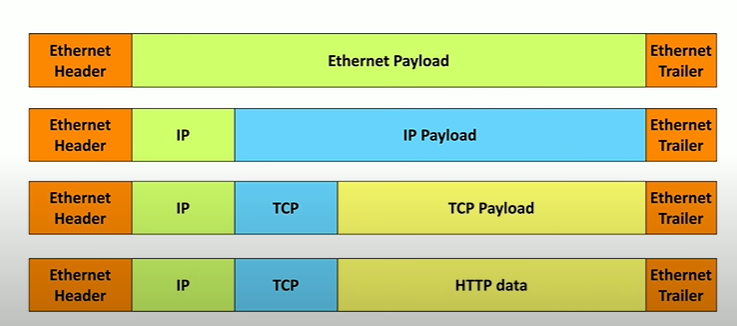 Ethernet Header
Ethernet Payload
Ethernet Trailer
Ethernet Header
IP
IP Payload
Ethernet Trailer
Ethernet Header
IP
TCP
TCP Payload
Ethernet Trailer
Ethernet Header
IP
TCP
HTTP data
Ethernet Trailer